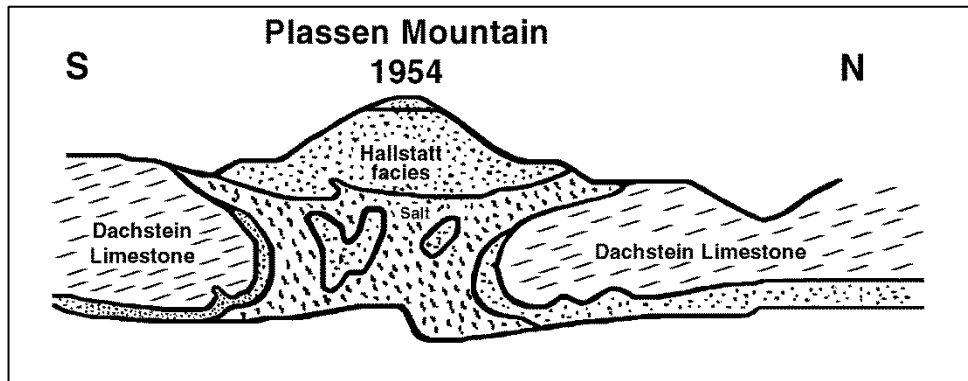 Plassen Mountain
1954
S
N
Hallstatt
facies
Salt
Dachstein
Limestone
Dachstein Limestone